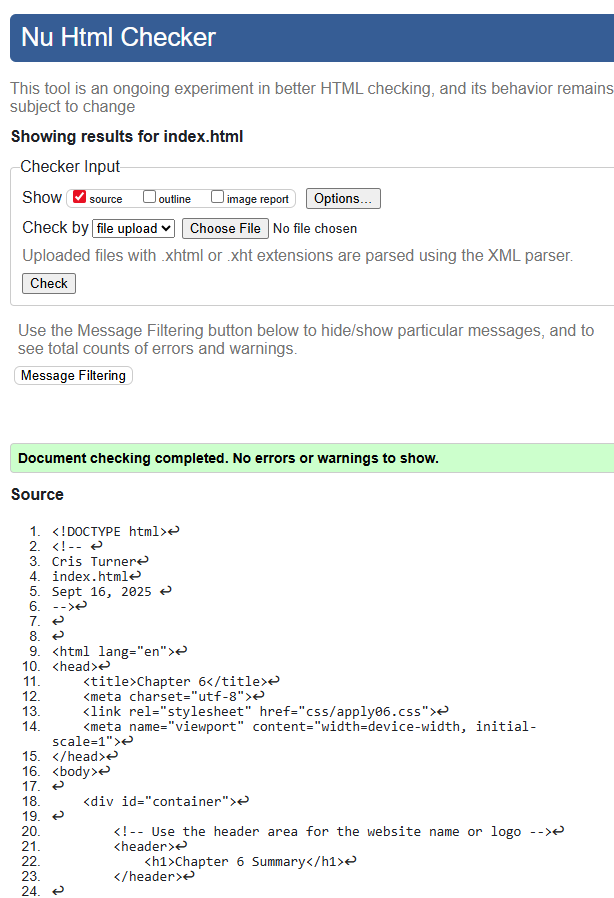 Nu Html Checker
This tool is an ongoing experiment in better HTML checking, and its behavior remains
subject to change
Showing results for index.html
Checker Input
Show source outline image report Options...
Check by file upload Choose File No file chosen
Uploaded files with .xhtml or .xht extensions are parsed using the XML parser.
Check
Use the Message Filtering button below to hide/show particular messages, and to
see total counts of errors and warnings.
Message Filtering
Document checking completed. No errors or warnings to show.
Source
1. <!DOCTYPE html>↩
2. <!-- ↩
3. Cris Turner↩
4. index.html↩
5. Sept 16, 2025 ↩
6. -->↩
7. ↩
8. ↩
9. <html lang="en">↩
10. <head>↩
11.     <title>Chapter 6</title>↩
12.     <meta charset="utf-8">↩
13.     <link rel="stylesheet" href="css/apply06.css">↩
14.     <meta name="viewport" content="width=device-width, initial-
scale=1">↩
15. </head>↩
16. <body>↩
17. ↩
18.     <div id="container">↩
19. ↩
20.         <!-- Use the header area for the website name or logo -->↩
21.         <header>↩
22.             <h1>Chapter 6 Summary</h1>↩
23.         </header>↩
24. ↩